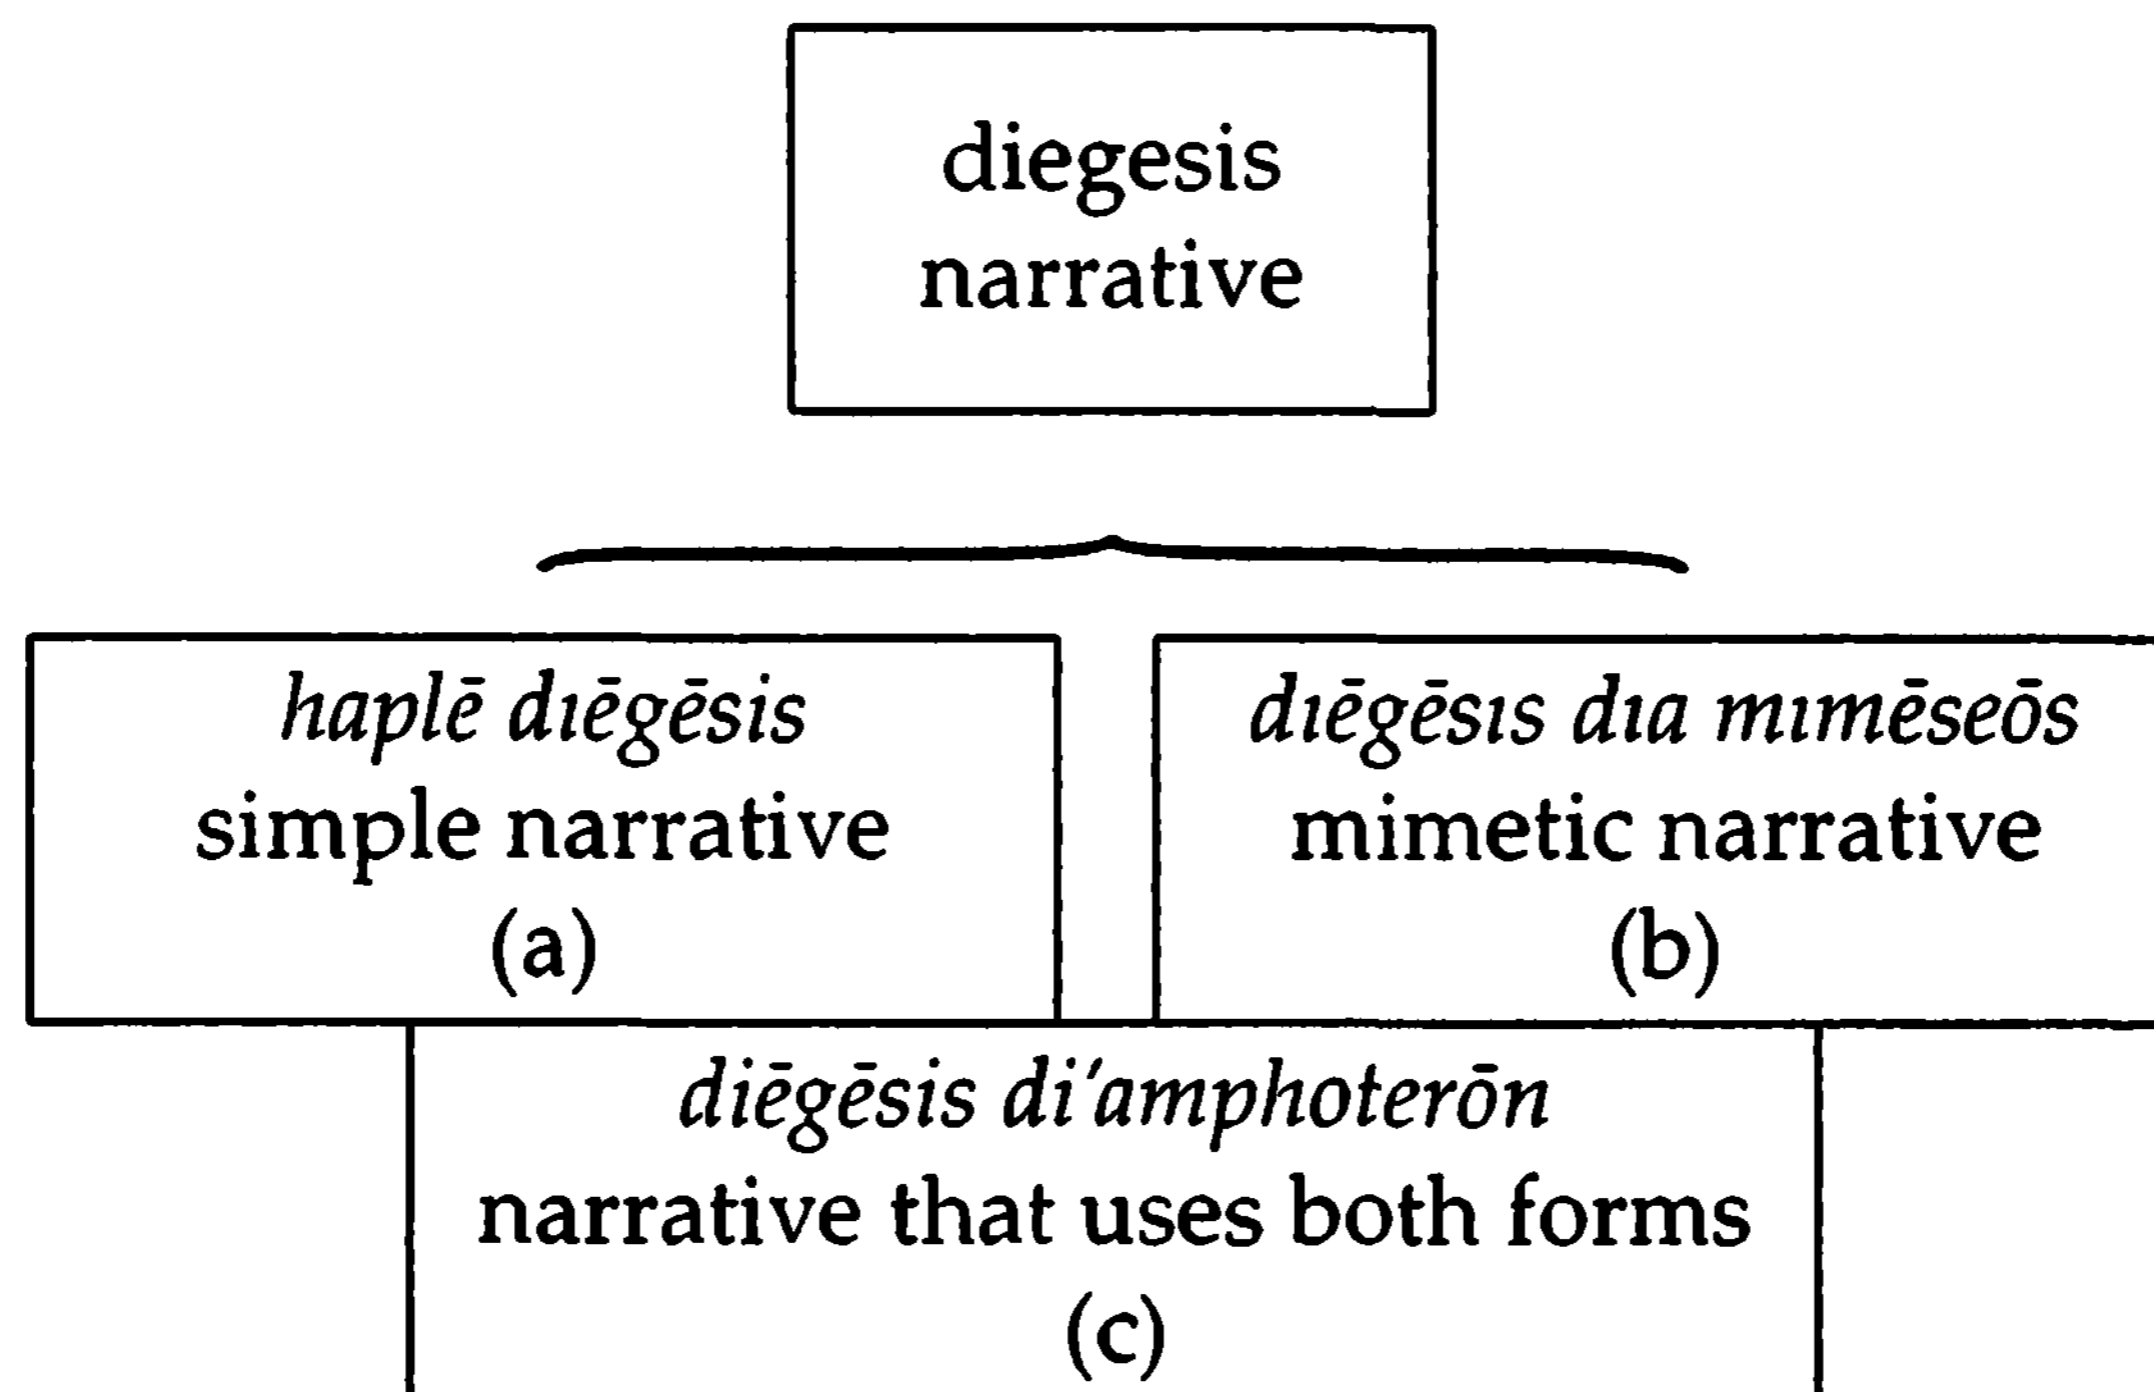 diegesis
narrative
haplē diēgēsis
simple narrative
(a)
diēgēsis dia mimēseōs
mimetic narrative
(b)
diēgēsis di'amphoterōn
narrative that uses both forms
(c)